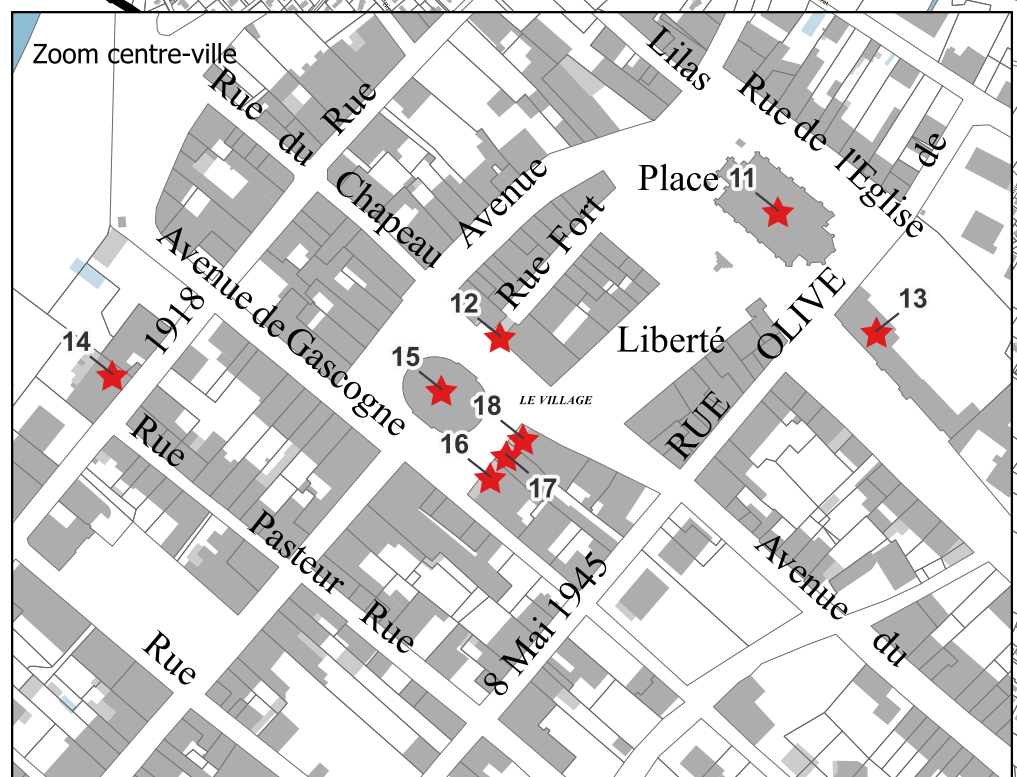 Zoom centre-ville
Lilas
Rue du
Rue
Rue de l'Eglise
de
Chapeau
Avenue
Place
11
Rue Fort
Avenue de Gascogne
1918
12
OLIVE
13
14
Liberté
15
LE VILLAGE
18
RUE
16
17
Rue
Pasteur
Rue
8 Mai 1945
Avenue
du
Rue